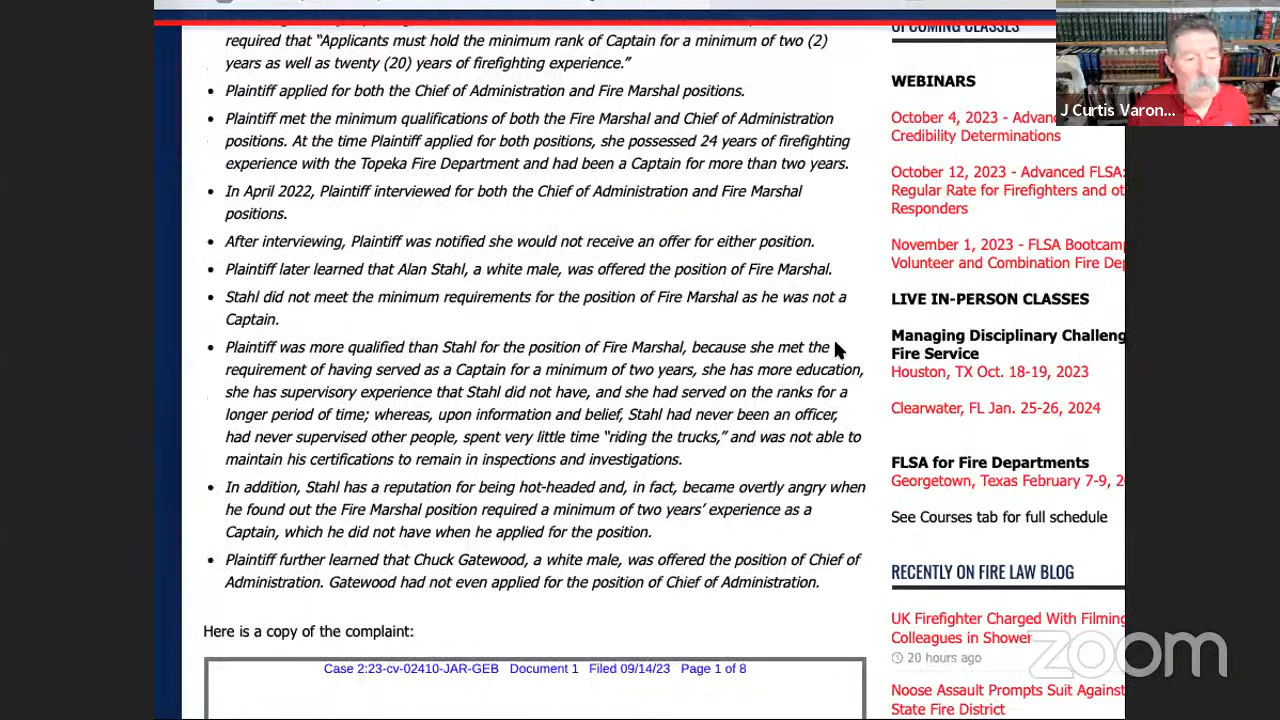 required that “Applicants must hold the minimum rank of Captain for a minimum of two (2)
years as well as twenty (20) years of firefighting experience.”
Plaintiff applied for both the Chief of Administration and Fire Marshal positions.
Plaintiff met the minimum qualifications of both the Fire Marshal and Chief of Administration
positions. At the time Plaintiff applied for both positions, she possessed 24 years of firefighting
experience with the Topeka Fire Department and had been a Captain for more than two years.
In April 2022, Plaintiff interviewed for both the Chief of Administration and Fire Marshal
positions.
After interviewing, Plaintiff was notified she would not receive an offer for either position.
Plaintiff later learned that Alan Stahl, a white male, was offered the position of Fire Marshal.
Stahl did not meet the minimum requirements for the position of Fire Marshal as he was not a
Captain.
Plaintiff was more qualified than Stahl for the position of Fire Marshal, because she met the
requirement of having served as a Captain for a minimum of two years, she has more education,
she has supervisory experience that Stahl did not have, and she had served on the ranks for a
longer period of time; whereas, upon information and belief, Stahl had never been an officer,
had never supervised other people, spent very little time “riding the trucks,” and was not able to
maintain his certifications to remain in inspections and investigations.
In addition, Stahl has a reputation for being hot-headed and, in fact, became overtly angry when
he found out the Fire Marshal position required a minimum of two years’ experience as a
Captain, which he did not have when he applied for the position.
Plaintiff further learned that Chuck Gatewood, a white male, was offered the position of Chief of
Administration. Gatewood had not even applied for the position of Chief of Administration.
Here is a copy of the complaint:
Case 2:23-cv-02410-JAR-GEB Document 1 Filed 09/14/23 Page 1 of 8
UPCOMING CLASSES
WEBINARS
October 4, 2023 - Advanc
Credibility Determinations
October 12, 2023 - Advanced FLSA:
Regular Rate for Firefighters and ot
Responders
November 1, 2023 - FLSA Bootcamp
Volunteer and Combination Fire Dep
LIVE IN-PERSON CLASSES
Managing Disciplinary Challeng
Fire Service
Houston, TX Oct. 18-19, 2023
Clearwater, FL Jan. 25-26, 2024
FLSA for Fire Departments
Georgetown, Texas February 7-9, 2
See Courses tab for full schedule
RECENTLY ON FIRE LAW BLOG
UK Firefighter Charged With Filming
Colleagues in Shower
20 hours ago
Noose Assault Prompts Suit Against
State Fire District
J Curtis Varon...
zoom